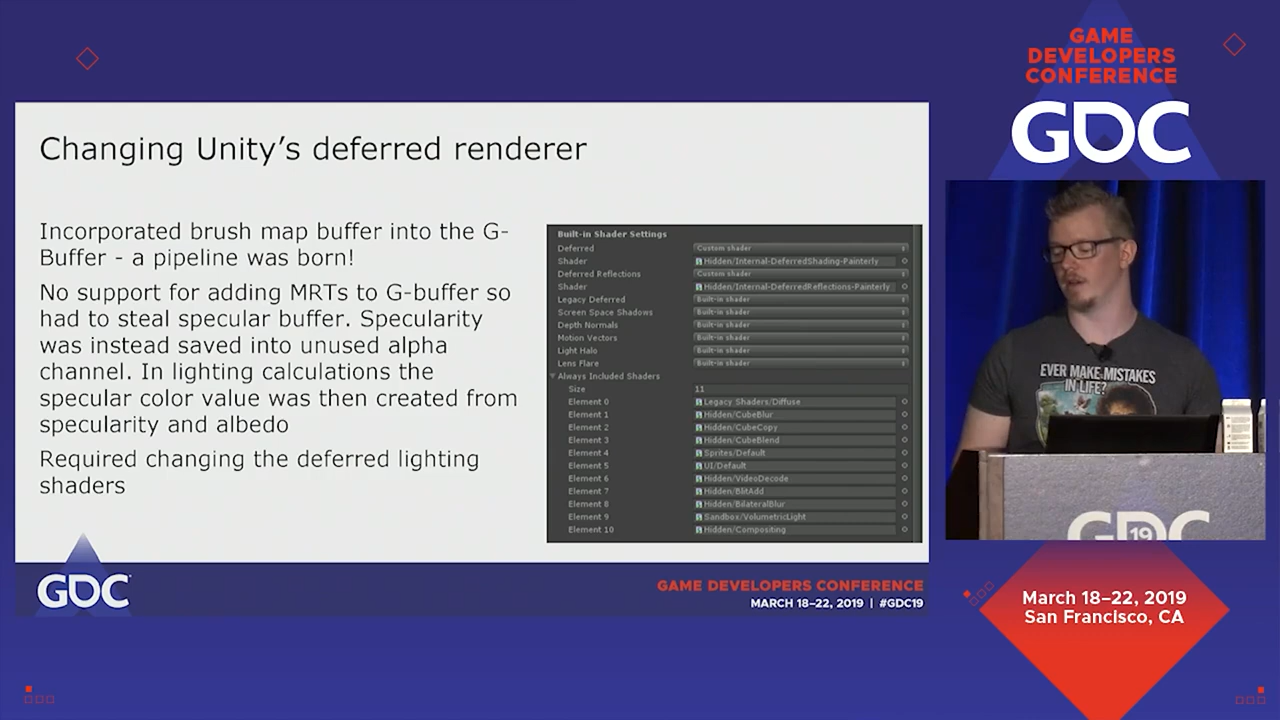 GAME
DEVELOPERS
CONFERENCE
GDC
Changing Unity's deferred renderer
Incorporated brush map buffer into the G-
Buffer - a pipeline was born!
No support for adding MRTs to G-buffer so
had to steal specular buffer. Specularity
was instead saved into unused alpha
channel. In lighting calculations the
specular color value was then created from
specularity and albedo
Required changing the deferred lighting
shaders
Built-in Shader Settings
Deferred Custom shader
Shader Hidden/Internal-DeferredShading-Painterly
Deferred Reflections Custom shader
Shader Hidden/Internal-DeferredReflections-Painterly
Legacy Deferred Built-in shader
Screen Space Shadows Built-in shader
Depth Normals Built-in shader
Motion Vectors Built-in shader
Light Halo Built-in shader
Lens Flare Built-in shader
Always Included Shaders
Size 11
Element 0 Legacy Shaders/Diffuse
Element 1 Hidden/CubeBlur
Element 2 Hidden/CubeCopy
Element 3 Hidden/CubeBlend
Element 4 Sprites/Default
Element 5 UI/Default
Element 6 Hidden/VideoDecode
Element 7 Hidden/BlitAdd
Element 8 Hidden/BilateralBlur
Element 9 Sandbox/VolumetricLight
Element 10 Hidden/Compositing
EVER MAKE MISTAKES
IN LIFE?
GDC
19
GDC
GAME DEVELOPERS CONFERENCE
MARCH 18–22, 2019 | #GDC19
March 18–22, 2019
San Francisco, CA